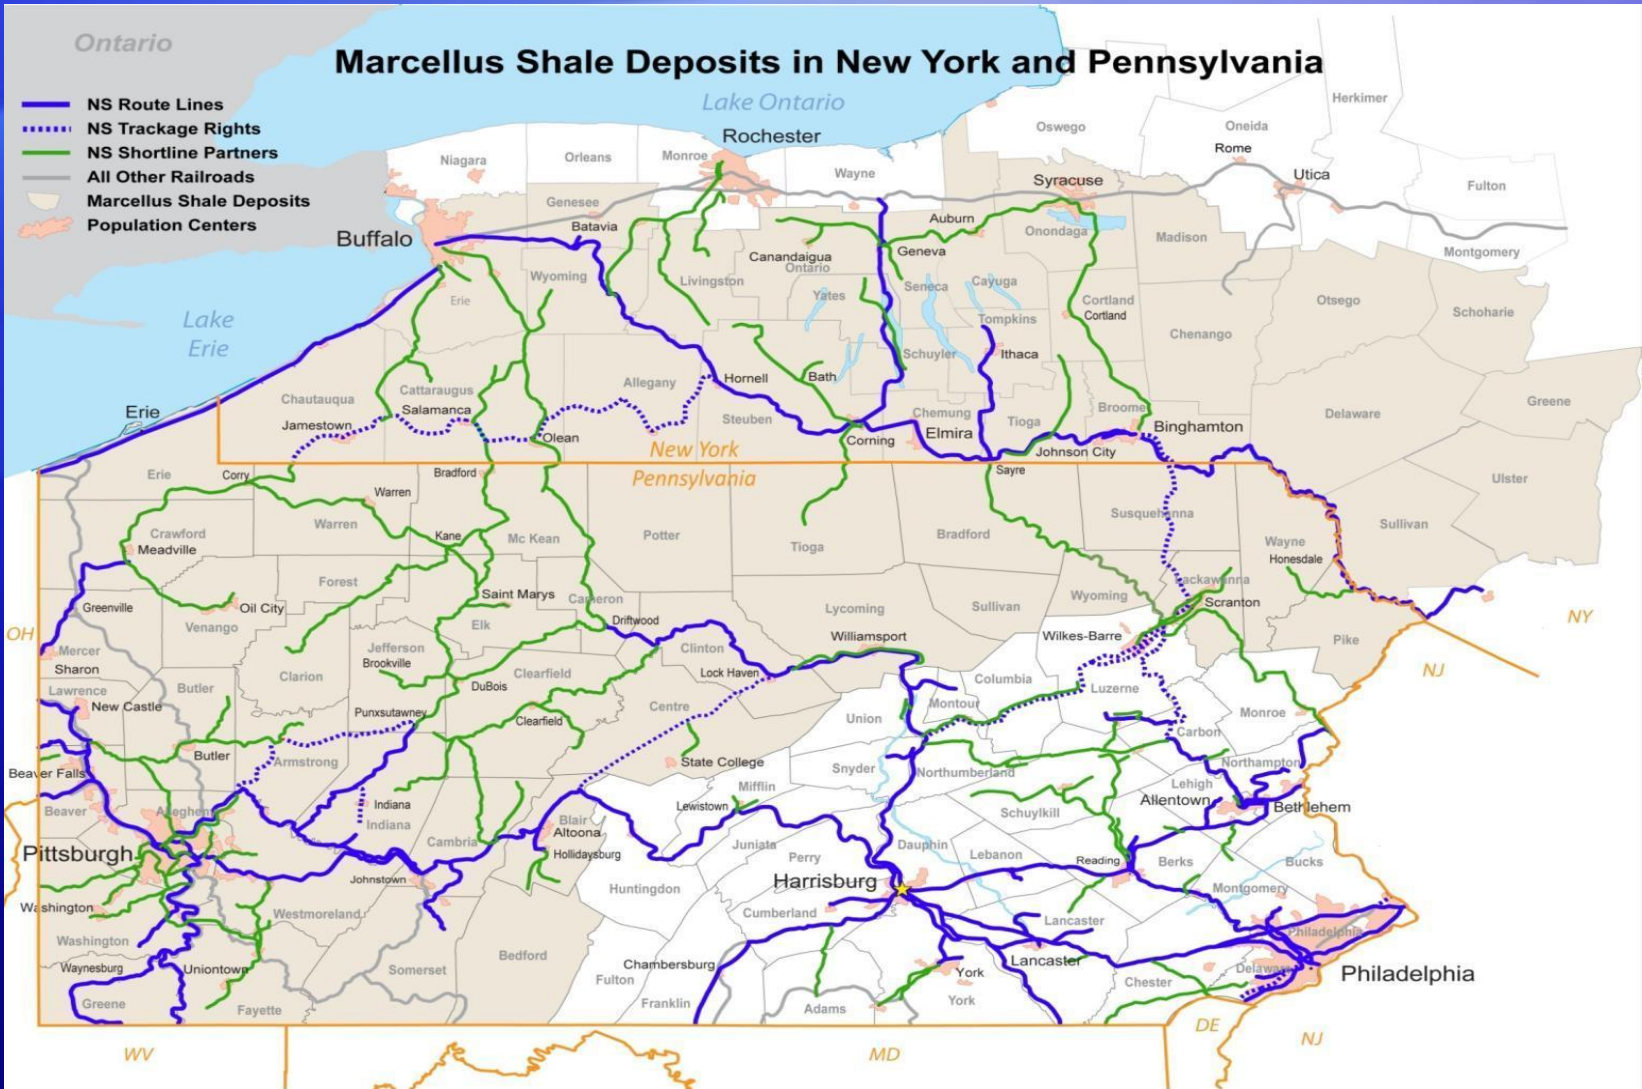 Ontario
Marcellus Shale Deposits in New York and Pennsylvania
NS Route Lines
NS Trackage Rights
NS Shortline Partners
All Other Railroads
Marcellus Shale Deposits
Population Centers
Lake Ontario
Rochester
Herkimer
Oswego
Oneida
Rome
Niagara
Orleans
Monroe
Wayne
Syracuse
Utica
Fulton
Genesee
Batavia
Buffalo
Auburn
Onondaga
Madison
Canandaigua
Ontario
Geneva
Montgomery
Wyoming
Livingston
Yates
Seneca
Cayuga
Erie
Cortland
Cortland
Otsego
Schoharie
Lake
Erie
Tompkins
Chenango
Ithaca
Schuyler
Allegany
Hornell
Bath
Cattaraugus
Chautauqua
Salamanca
Erie
Jamestown
Steuben
Chemung
Tioga
Broome
Delaware
Greene
Olean
Corning
Elmira
Binghamton
Johnson City
New York
Pennsylvania
Erie
Corry
Bradford
Sayre
Ulster
Warren
Crawford
Warren
Susquehanna
Sullivan
Meadville
Kane
Mc Kean
Potter
Tioga
Bradford
Wayne
Honesdale
Forest
Lackawanna
Greenville
Oil City
Saint Marys
Cameron
Wyoming
Scranton
Venango
Elk
Driftwood
Lycoming
Sullivan
OH
NY
Mercer
Sharon
Jefferson
Brookville
Clinton
Williamsport
Wilkes-Barre
Pike
NJ
Clarion
Clearfield
Lock Haven
Columbia
Lawrence
New Castle
Butler
DuBois
Centre
Montour
Luzerne
Punxsutawney
Clearfield
Union
Monroe
Carbon
Butler
Armstrong
State College
Snyder
Northumberland
Northampton
Beaver Falls
Mifflin
Lehigh
Beaver
Allegheny
Indiana
Indiana
Lewistown
Schuylkill
Allentown
Bethlehem
Blair
Altoona
Cambria
Juniata
Perry
Dauphin
Lebanon
Reading
Berks
Bucks
Pittsburgh
Hollidaysburg
Johnstown
Huntingdon
Harrisburg
Montgomery
Washington
Westmoreland
Cumberland
Lancaster
Philadelphia
Washington
Bedford
Waynesburg
Uniontown
Somerset
Fulton
Chambersburg
York
Lancaster
Delaware
Philadelphia
Greene
Fayette
Franklin
Adams
York
Chester
DE
NJ
WV
MD